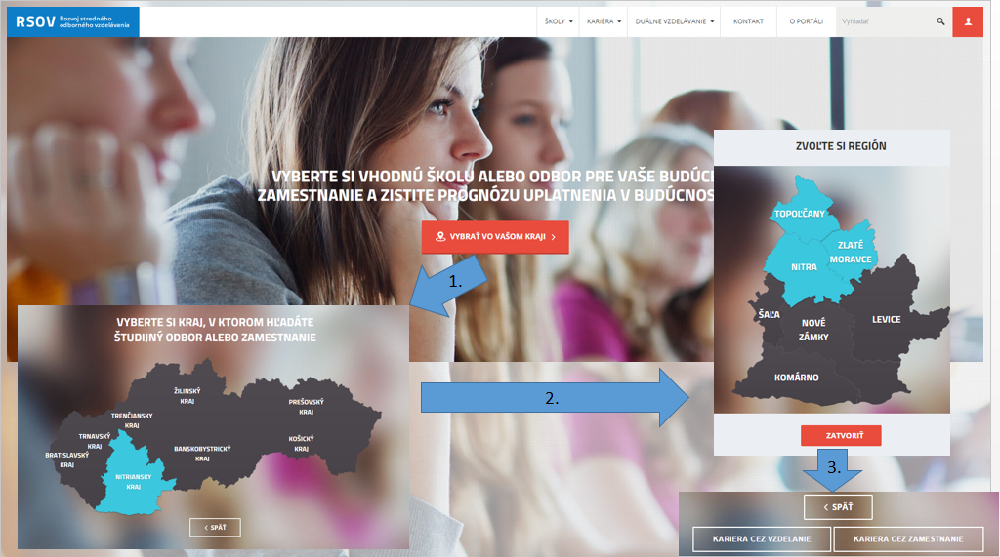 RSOV
Rozvoj stredného
odborného vzdelávania
ŠKOLY
KARIÉRA
DUÁLNE VZDELÁVANIE
KONTAKT
O PORTÁLI
Vyhľadať
VYBERTE SI VHODNÚ ŠKOLU ALEBO ODBOR PRE VAŠE BUDÚC
ZAMESTNANIE A ZISTITE PROGNÓZU UPLATNENIA V BUDÚCNOS
VYBRAŤ VO VAŠOM KRAJI
1.
VYBERTE SI KRAJ, V KTOROM HĽADÁTE
ŠTUDIJNÝ ODBOR ALEBO ZAMESTNANIE
ŽILINSKÝ
KRAJ
PREŠOVSKÝ
KRAJ
TRENČIANSKY
KRAJ
TRNAVSKÝ
KRAJ
KOŠICKÝ
KRAJ
BANSKOBYSTRICKÝ
KRAJ
BRATISLAVSKÝ
KRAJ
NITRIANSKY
KRAJ
SPÄŤ
2.
ZVOĽTE SI REGIÓN
TOPOĽČANY
ZLATÉ
MORAVCE
NITRA
ŠAĽA
NOVÉ
ZÁMKY
LEVICE
KOMÁRNO
ZATVORIŤ
3.
SPÄŤ
KARIERA CEZ VZDELANIE
KARIERA CEZ ZAMESTNANIE